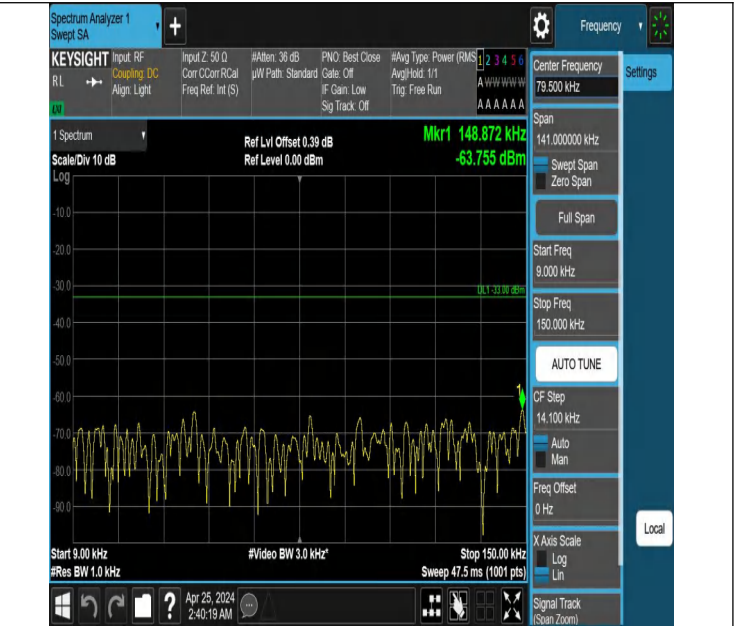 Spectrum Analyzer 1
Swept SA
+
Frequency
KEYSIGHT
RL
Input: RF
Coupling: DC
Align: Light
Input Z: 50 Ω
Corr CCorr RCal
Freq Ref: Int (S)
#Atten: 36 dB
µW Path: Standard
PNO: Best Close
Gate: Off
IF Gain: Low
Sig Track: Off
#Avg Type: Power (RMS
Avg|Hold: 1/1
Trig: Free Run
1 2 3 4 5 6
A W W W W W
A A A A A A
1 Spectrum
Scale/Div 10 dB
Log
Ref Lvl Offset 0.39 dB
Ref Level 0.00 dBm
Mkr1 148.872 kHz
-63.755 dBm
-10.0
-20.0
-30.0
DL1 -33.00 dBm
-40.0
-50.0
-60.0
1
-70.0
-80.0
-90.0
Start 9.00 kHz
#Res BW 1.0 kHz
#Video BW 3.0 kHz*
Stop 150.00 kHz
Sweep 47.5 ms (1001 pts)
Apr 25, 2024
2:40:19 AM
Center Frequency
79.500 kHz
Settings
Span
141.000000 kHz
Swept Span
Zero Span
Full Span
Start Freq
9.000 kHz
Stop Freq
150.000 kHz
AUTO TUNE
CF Step
14.100 kHz
Auto
Man
Freq Offset
0 Hz
X Axis Scale
Log
Lin
Local
Signal Track
(Span Zoom)